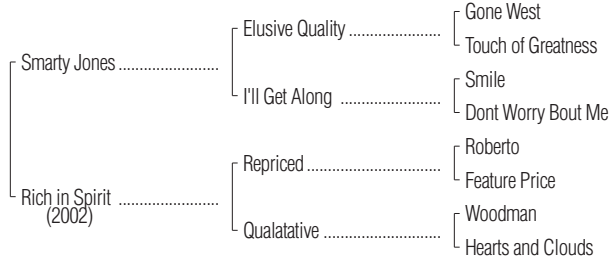 Gone West
Elusive Quality ....................
Touch of Greatness
Smarty Jones ......................
Smile
I'll Get Along ......................
Dont Worry Bout Me
Roberto
Repriced ..............................
Feature Price
Rich in Spirit ......................
(2002)
Woodman
Qualatative ..........................
Hearts and Clouds